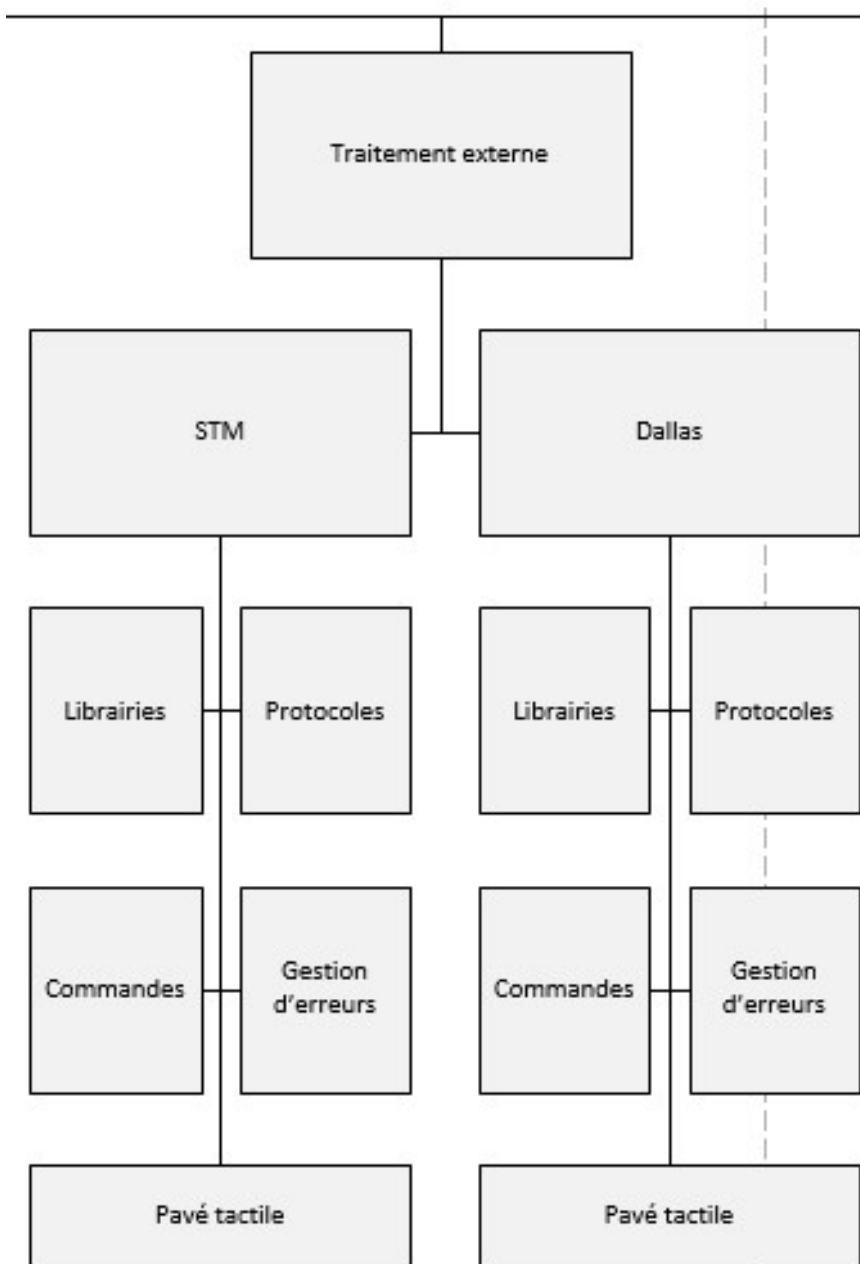 Traitement externe
STM
Dallas
Librairies
Protocoles
Librairies
Protocoles
Commandes
Gestion
d'erreurs
Commandes
Gestion
d'erreurs
Pavé tactile
Pavé tactile